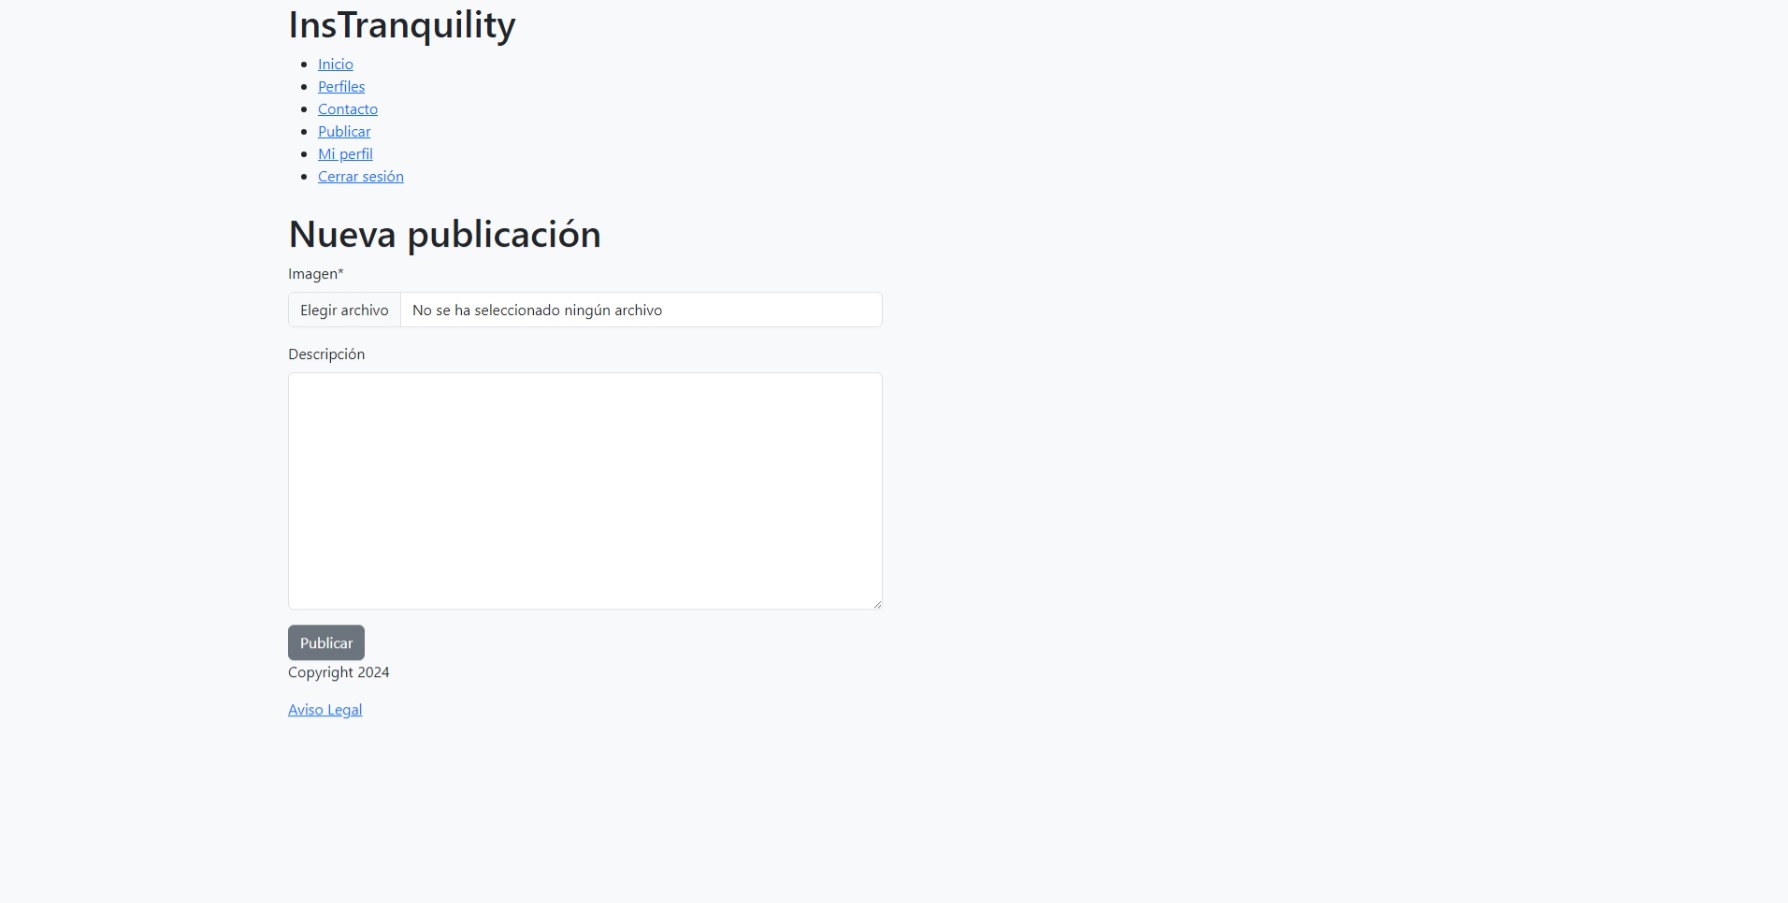 InsTranquility
Inicio
Perfiles
Contacto
Publicar
Mi perfil
Cerrar sesión
Nueva publicación
Imagen*
Elegir archivo No se ha seleccionado ningún archivo
Descripción
Publicar
Copyright 2024
Aviso Legal